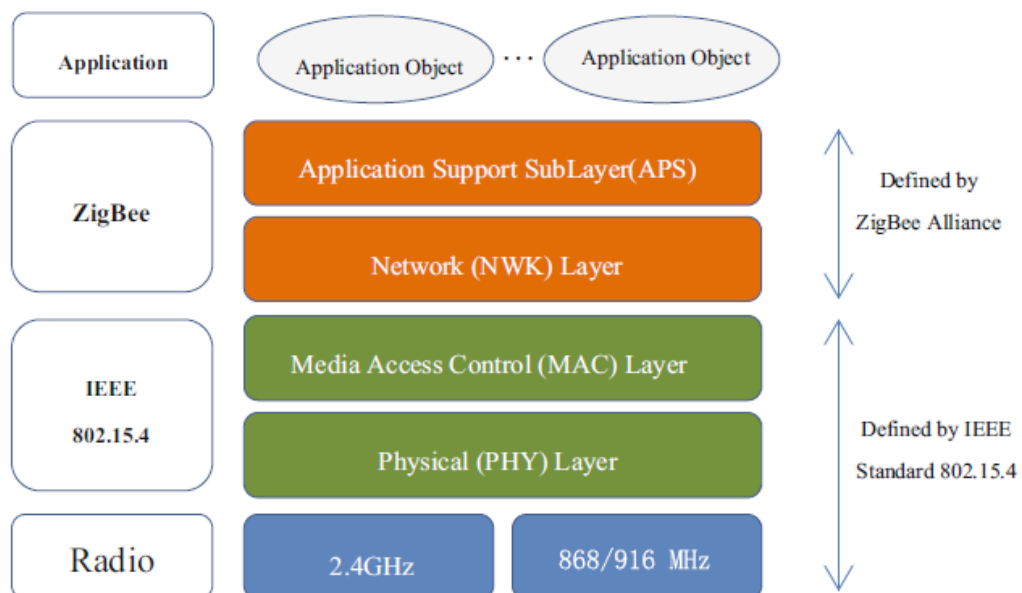 Application
Application Object
...
Application Object
ZigBee
Application Support SubLayer(APS)
Network (NWK) Layer
Defined by
ZigBee Alliance
IEEE
802.15.4
Media Access Control (MAC) Layer
Physical (PHY) Layer
Defined by IEEE
Standard 802.15.4
Radio
2.4GHz
868/916 MHz